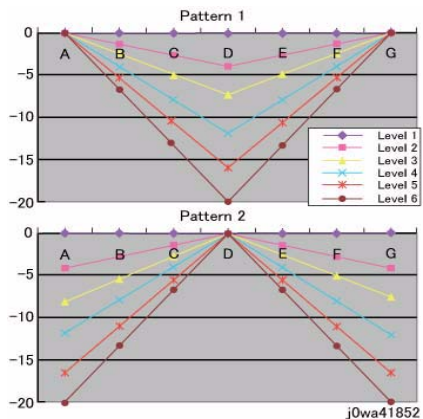 Pattern 1
0
A B C D E F G
-5
-10
-15
-20
Level 1
Level 2
Level 3
Level 4
Level 5
Level 6
Pattern 2
0
A B C D E F G
-5
-10
-15
-20
j0wa41852